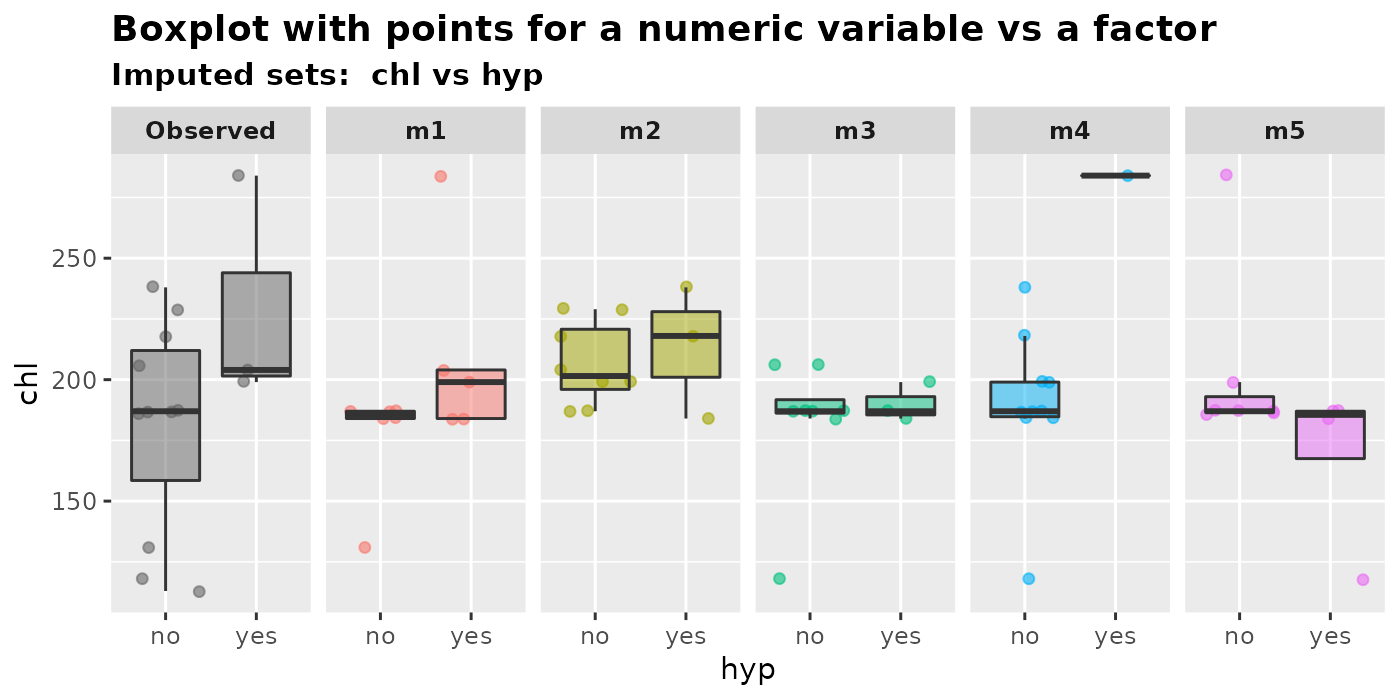 Boxplot with points for a numeric variable vs a factor
Imputed sets:  chl vs hyp
Observed m1 m2 m3 m4 m5
chl
250
200
150
no yes no yes no yes no yes no yes no yes
hyp